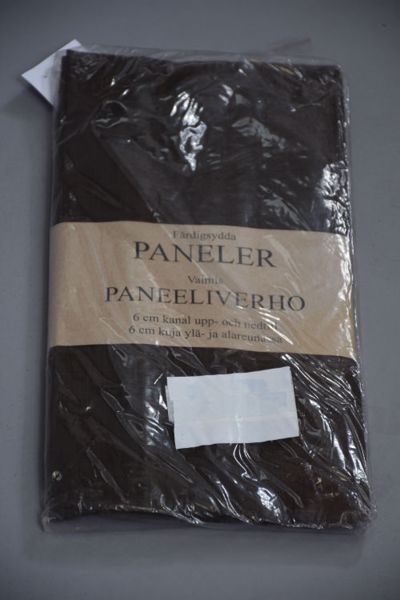 Färdigsydda
PANELER
Valmis
PANEELIVERHO
6 cm kanal upp- och nedtill
6 cm kuja ylä- ja alareunassa